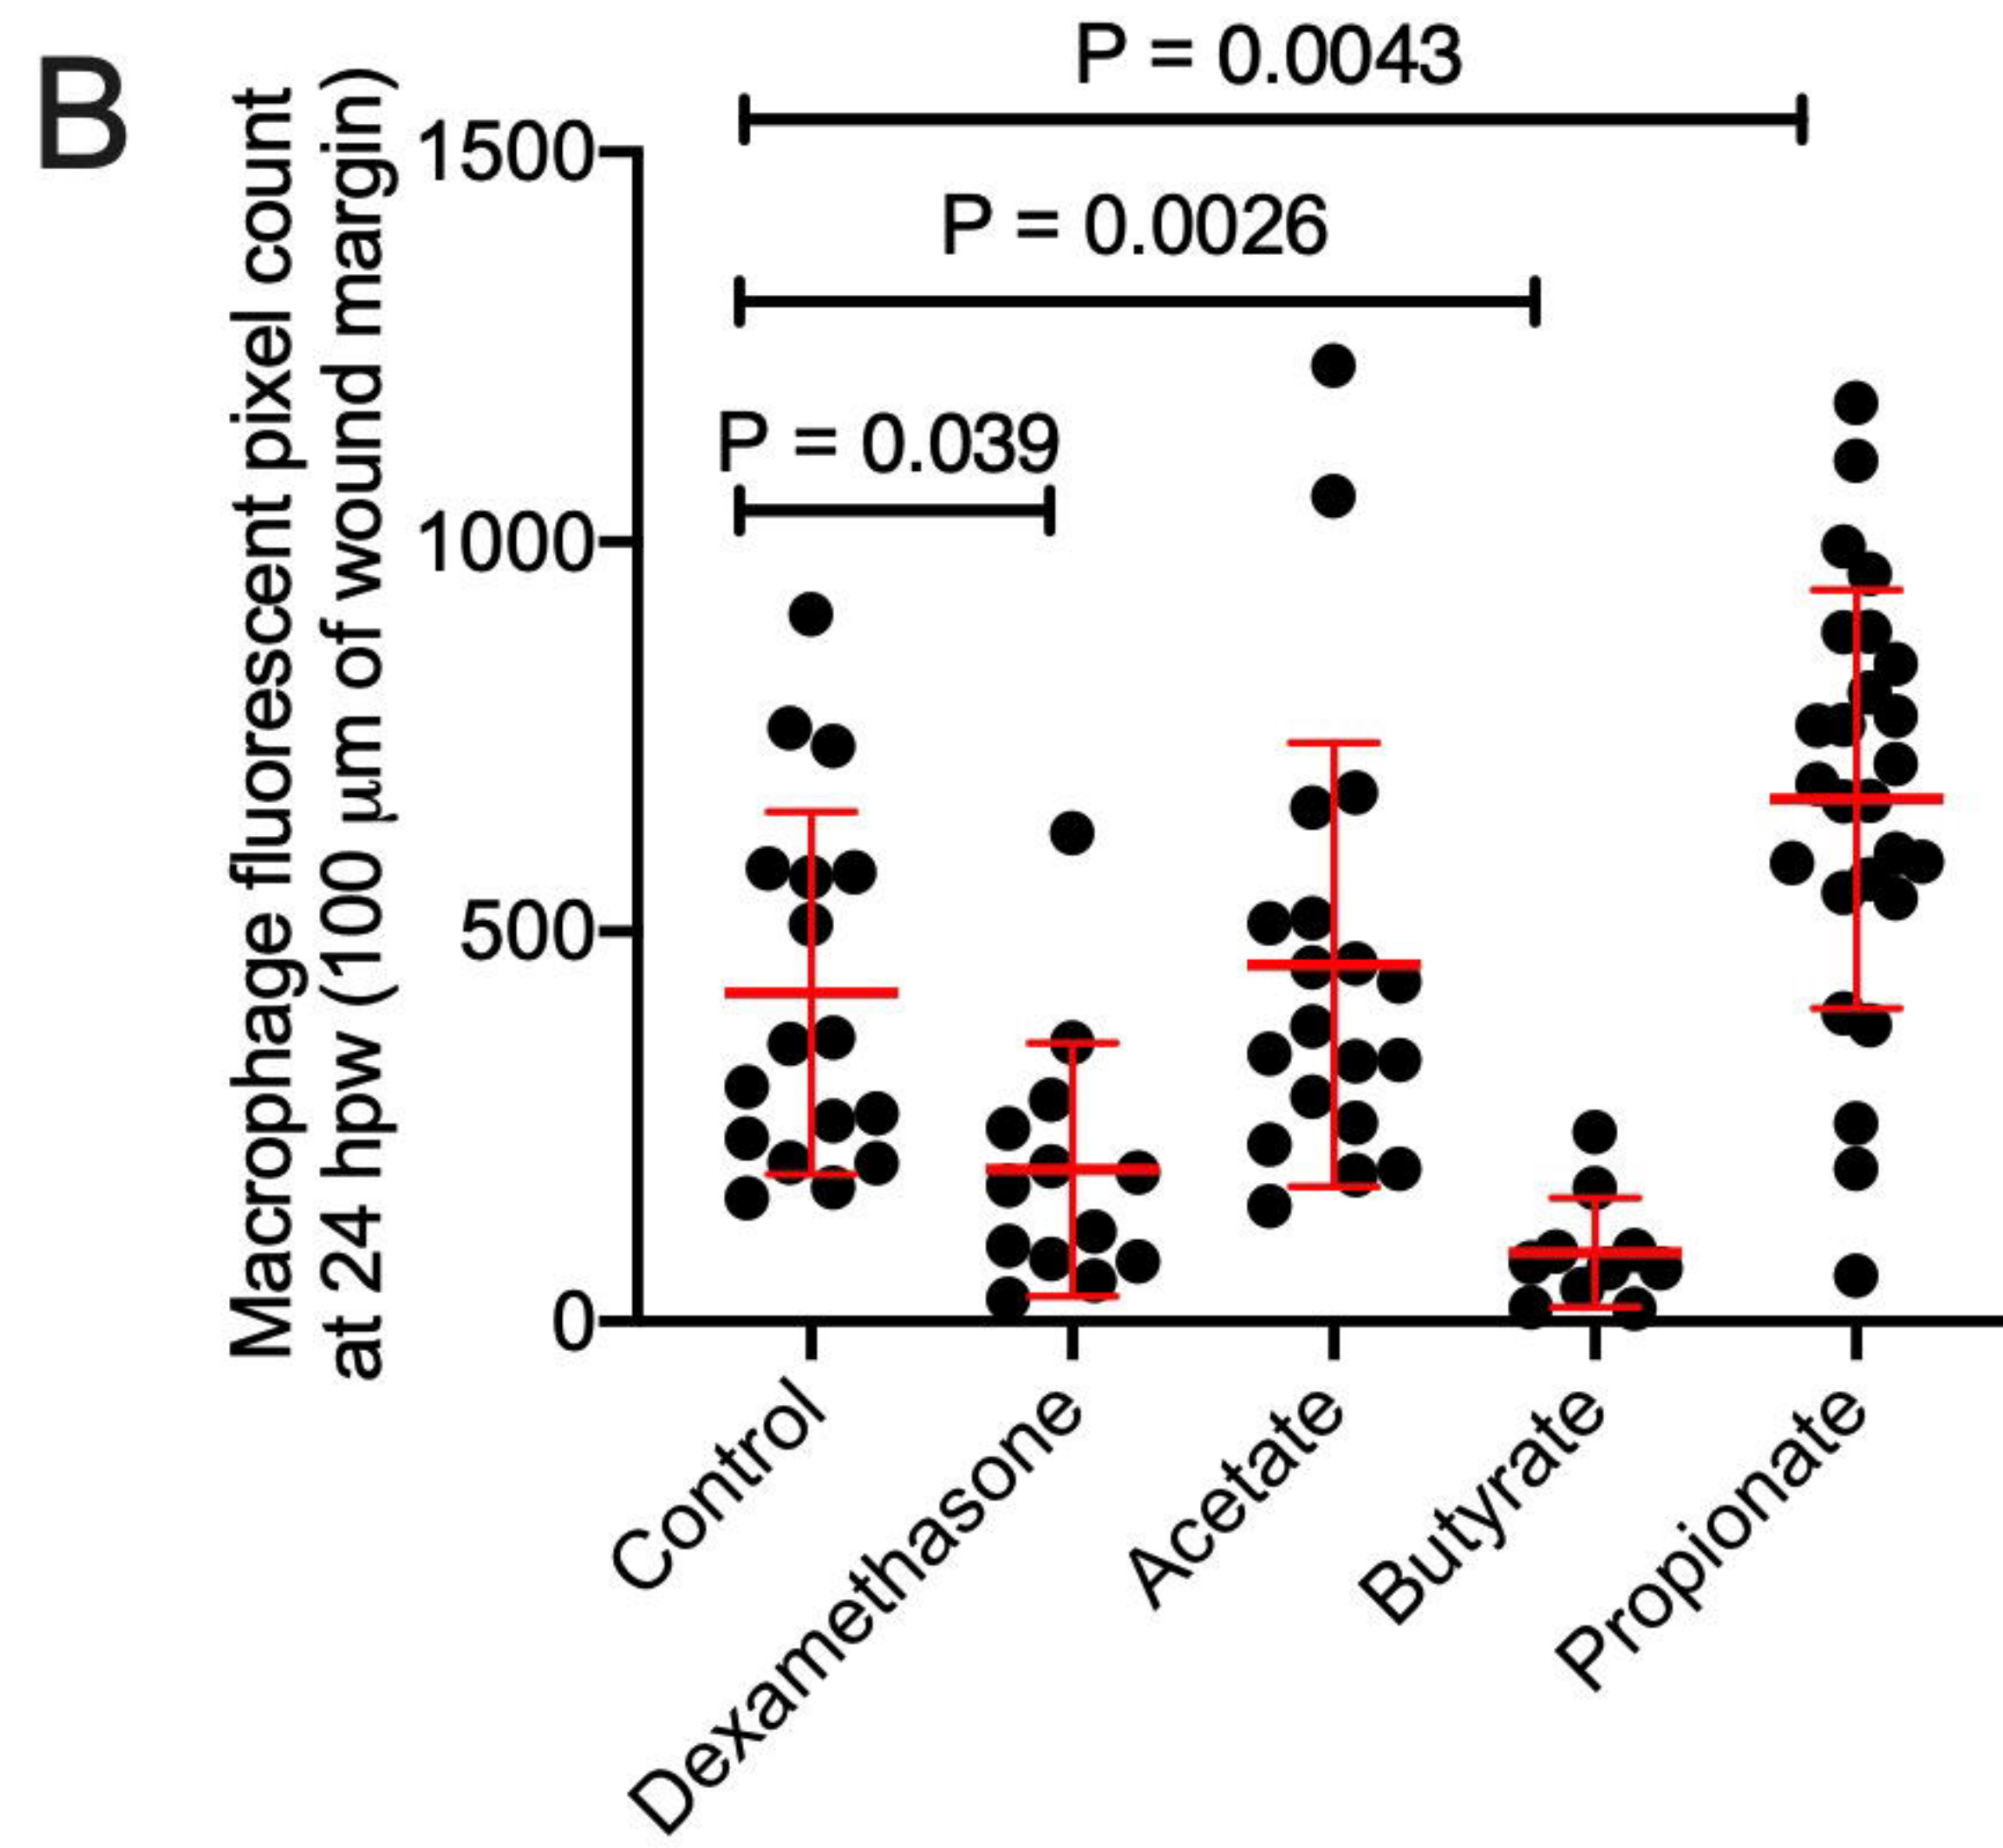 B
Macrophage fluorescent pixel count
at 24 hpw (100 μm of wound margin)
1500
1000
500
0
P = 0.0043
P = 0.0026
P = 0.039
Control
Dexamethasone
Acetate
Butyrate
Propionate